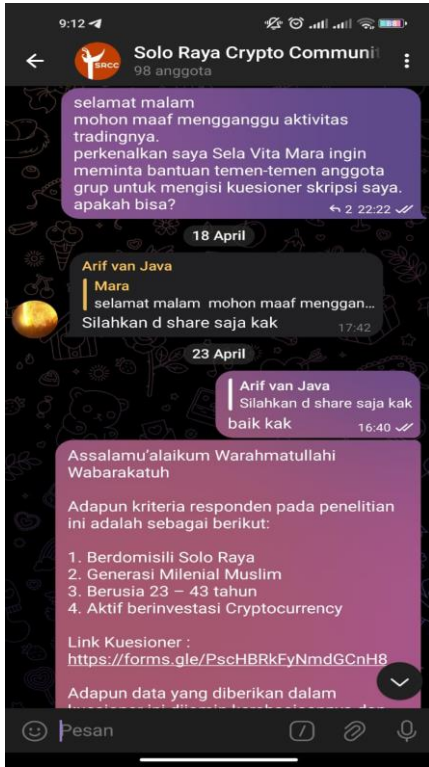 9:12
SRCC
Solo Raya Crypto Communi
98 anggota
selamat malam
mohon maaf mengganggu aktivitas
tradingnya.
perkenalkan saya Sela Vita Mara ingin
meminta bantuan temen-temen anggota
grup untuk mengisi kuesioner skripsi saya.
apakah bisa?
2 22:22
18 April
Arif van Java
Mara
selamat malam mohon maaf menggan...
Silahkan d share saja kak
17:42
23 April
Arif van Java
Silahkan d share saja kak
baik kak
16:40
Assalamu'alaikum Warahmatullahi
Wabarakatuh
Adapun kriteria responden pada penelitian
ini adalah sebagai berikut:
1. Berdomisili Solo Raya
2. Generasi Milenial Muslim
3. Berusia 23 – 43 tahun
4. Aktif berinvestasi Cryptocurrency
Link Kuesioner :
https://forms.gle/PscHBRkFyNmdGCnH8
Adapun data yang diberikan dalam
Pesan